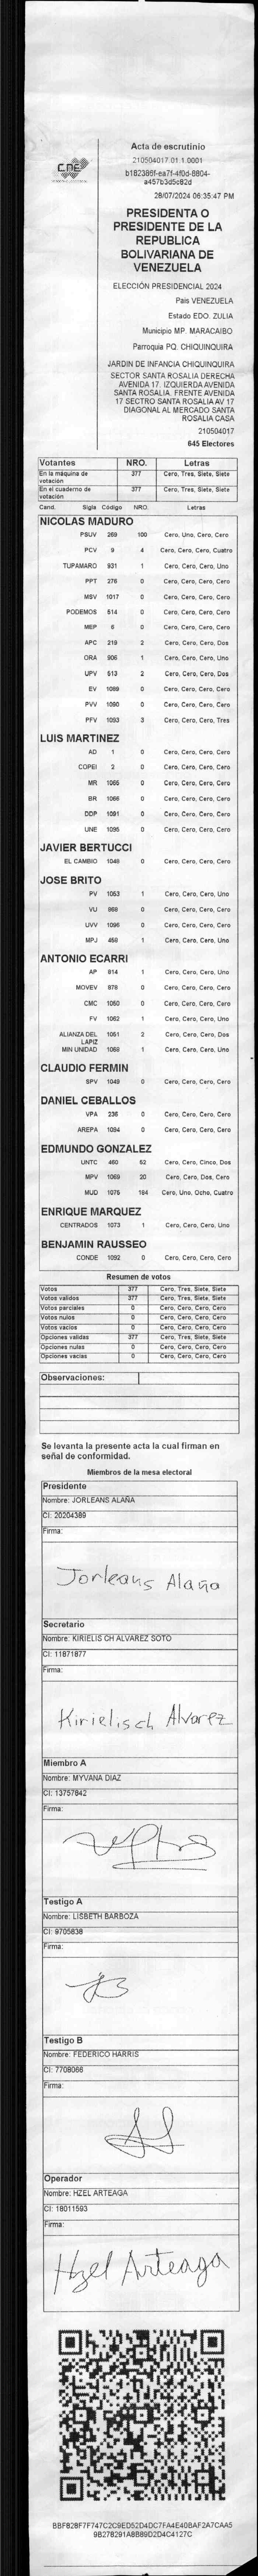 CNE
Acta de escrutinio
210504017.01.1.0001
b182386f-ea7f-4f0d-8804-
a457b3d5c82d
28/07/2024 06:35:47 PM
PRESIDENTA O
PRESIDENTE DE LA
REPUBLICA
BOLIVARIANA DE
VENEZUELA
ELECCIÓN PRESIDENCIAL 2024
Pais VENEZUELA
Estado EDO. ZULIA
Municipio MP. MARACAIBO
Parroquia PQ. CHIQUINQUIRA
JARDIN DE INFANCIA CHIQUINQUIRA
SECTOR SANTA ROSALIA DERECHA
AVENIDA 17. IZQUIERDA AVENIDA
SANTA ROSALIA. FRENTE AVENIDA
17 SECTRO SANTA ROSALIA AV 17
DIAGONAL AL MERCADO SANTA
ROSALIA CASA
210504017
645 Electores
Votantes NRO. Letras
En la máquina de votación 377 Cero, Tres, Siete, Siete
En el cuaderno de votación 377 Cero, Tres, Siete, Siete
Cand. Sigla Código NRO. Letras
NICOLAS MADURO
PSUV 269 100 Cero, Uno, Cero, Cero
PCV 9 4 Cero, Cero, Cero, Cuatro
TUPAMARO 931 1 Cero, Cero, Cero, Uno
PPT 276 0 Cero, Cero, Cero, Cero
MSV 1017 0 Cero, Cero, Cero, Cero
PODEMOS 514 0 Cero, Cero, Cero, Cero
MEP 6 0 Cero, Cero, Cero, Cero
APC 219 2 Cero, Cero, Cero, Dos
ORA 906 1 Cero, Cero, Cero, Uno
UPV 513 2 Cero, Cero, Cero, Dos
EV 1089 0 Cero, Cero, Cero, Cero
PVV 1090 0 Cero, Cero, Cero, Cero
PFV 1093 3 Cero, Cero, Cero, Tres
LUIS MARTINEZ
AD 1 0 Cero, Cero, Cero, Cero
COPEI 2 0 Cero, Cero, Cero, Cero
MR 1065 0 Cero, Cero, Cero, Cero
BR 1066 0 Cero, Cero, Cero, Cero
DDP 1091 0 Cero, Cero, Cero, Cero
UNE 1095 0 Cero, Cero, Cero, Cero
JAVIER BERTUCCI
EL CAMBIO 1048 0 Cero, Cero, Cero, Cero
JOSE BRITO
PV 1053 1 Cero, Cero, Cero, Uno
VU 868 0 Cero, Cero, Cero, Cero
UVV 1096 0 Cero, Cero, Cero, Cero
MPJ 459 1 Cero, Cero, Cero, Uno
ANTONIO ECARRI
AP 814 1 Cero, Cero, Cero, Uno
MOVEV 878 0 Cero, Cero, Cero, Cero
CMC 1050 0 Cero, Cero, Cero, Cero
FV 1062 1 Cero, Cero, Cero, Uno
ALIANZA DEL LAPIZ 1051 2 Cero, Cero, Cero, Dos
MIN UNIDAD 1068 1 Cero, Cero, Cero, Uno
CLAUDIO FERMIN
SPV 1049 0 Cero, Cero, Cero, Cero
DANIEL CEBALLOS
VPA 236 0 Cero, Cero, Cero, Cero
AREPA 1094 0 Cero, Cero, Cero, Cero
EDMUNDO GONZALEZ
UNTC 460 52 Cero, Cero, Cinco, Dos
MPV 1069 20 Cero, Cero, Dos, Cero
MUD 1075 184 Cero, Uno, Ocho, Cuatro
ENRIQUE MARQUEZ
CENTRADOS 1073 1 Cero, Cero, Cero, Uno
BENJAMIN RAUSSEO
CONDE 1092 0 Cero, Cero, Cero, Cero
Resumen de votos
Votos 377 Cero, Tres, Siete, Siete
Votos validos 377 Cero, Tres, Siete, Siete
Votos parciales 0 Cero, Cero, Cero, Cero
Votos nulos 0 Cero, Cero, Cero, Cero
Votos vacios 0 Cero, Cero, Cero, Cero
Opciones validas 377 Cero, Tres, Siete, Siete
Opciones nulas 0 Cero, Cero, Cero, Cero
Opciones vacias 0 Cero, Cero, Cero, Cero
Observaciones:
Se levanta la presente acta la cual firman en
señal de conformidad.
Miembros de la mesa electoral
Presidente
Nombre: JORLEANS ALAÑA
CI: 20204389
Firma:
Jorleans Alaña
Secretario
Nombre: KIRIELIS CH ALVAREZ SOTO
CI: 11871877
Firma:
Kirielisch Alvarez
Miembro A
Nombre: MYVANA DIAZ
CI: 13757842
Firma:
Testigo A
Nombre: LISBETH BARBOZA
CI: 9705838
Firma:
Testigo B
Nombre: FEDERICO HARRIS
CI: 7708066
Firma:
Operador
Nombre: HZEL ARTEAGA
CI: 18011593
Firma:
Hzel Arteaga
BBF828F7F747C2C9ED52D4DC7FA4E40BAF2A7CAA5
9B278291A8B89D2D4C4127C